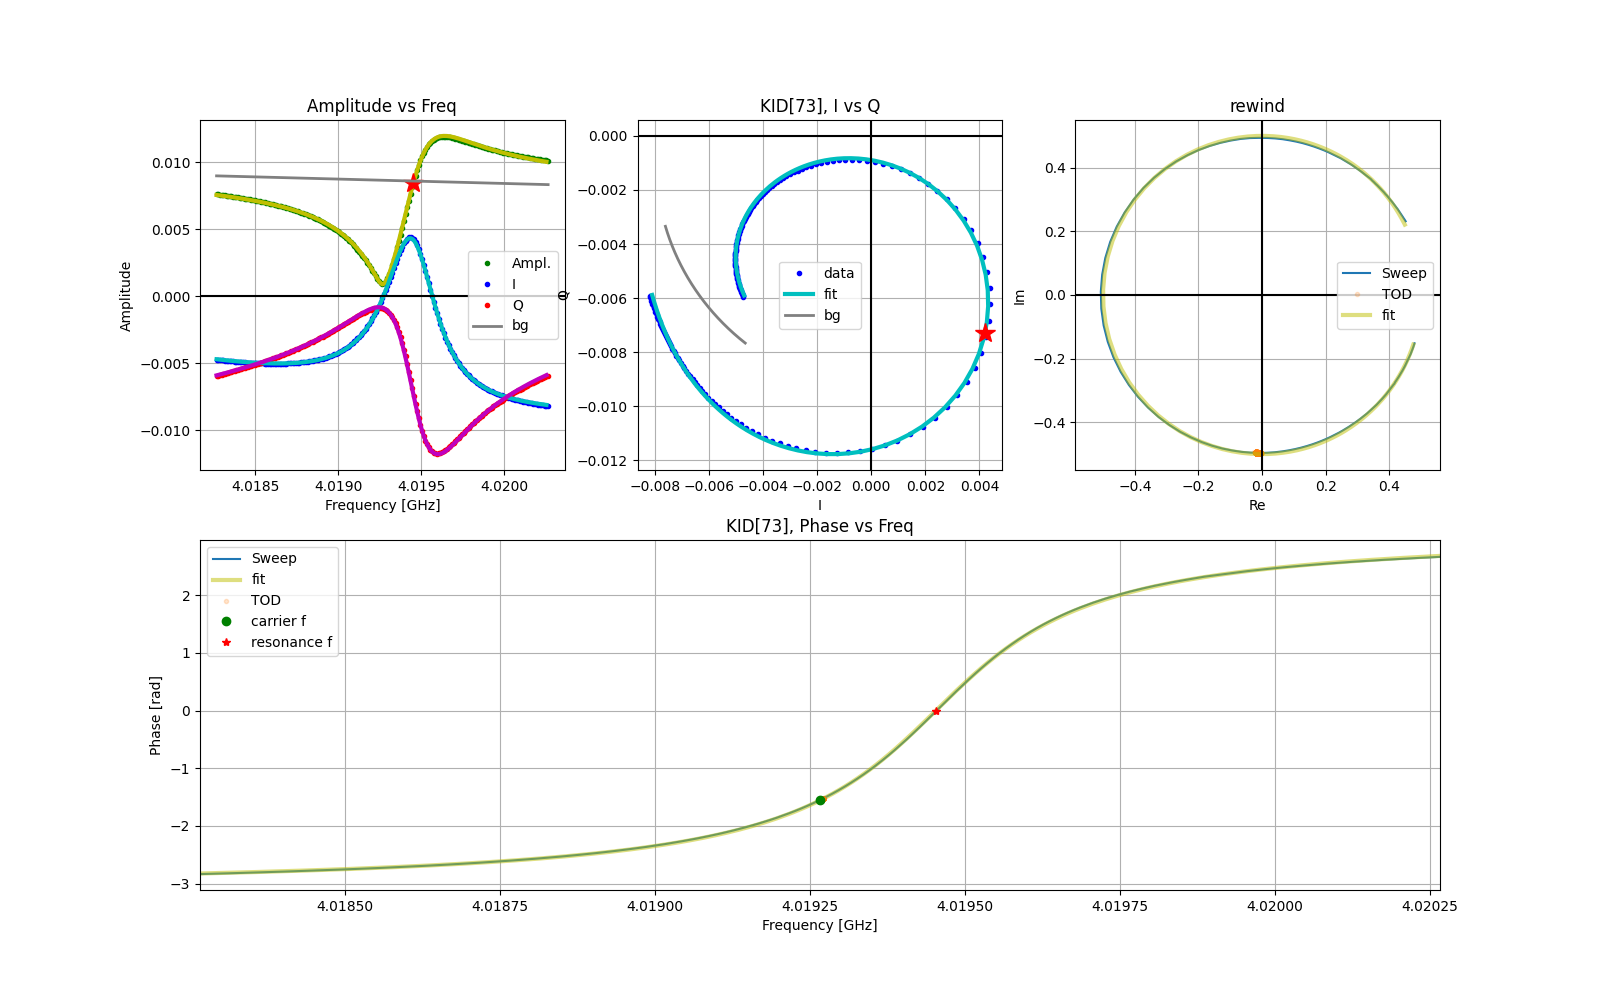 Amplitude vs Freq
0.010
0.005
0.000
−0.005
−0.010
Amplitude
4.0185
4.0190
4.0195
4.0200
Frequency [GHz]
Ampl.
I
Q
bg
KID[73], I vs Q
0.000
−0.002
−0.004
−0.006
−0.008
−0.010
−0.012
Q
−0.008
−0.006
−0.004
−0.002
0.000
0.002
0.004
I
data
fit
bg
rewind
0.4
0.2
0.0
−0.2
−0.4
Im
−0.4
−0.2
0.0
0.2
0.4
Re
Sweep
TOD
fit
KID[73], Phase vs Freq
2
1
0
−1
−2
−3
Phase [rad]
4.01850
4.01875
4.01900
4.01925
4.01950
4.01975
4.02000
4.02025
Frequency [GHz]
Sweep
fit
TOD
carrier f
resonance f